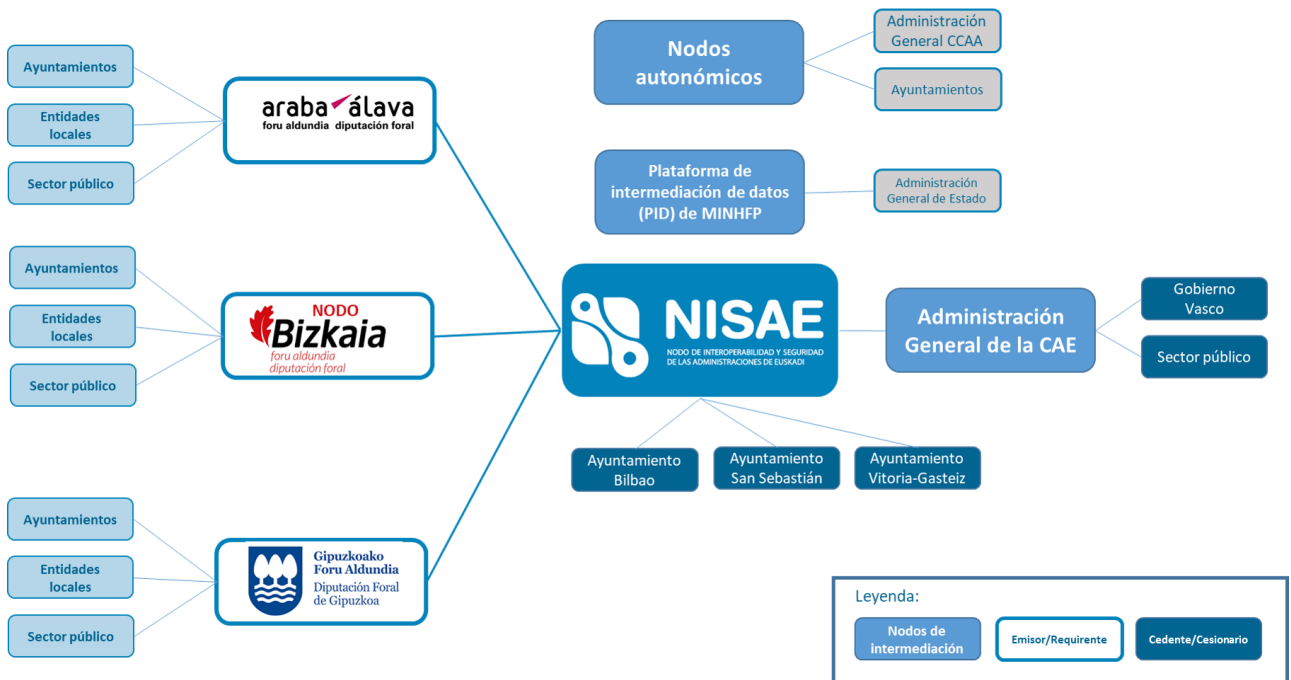 Ayuntamientos
Entidades
locales
Sector público
araba álava
foru aldundia diputación foral
Ayuntamientos
Entidades
locales
Sector público
NODO
Bizkaia
foru aldundia
diputación foral
Ayuntamientos
Entidades
locales
Sector público
Gipuzkoako
Foru Aldundia
Diputación Foral
de Gipuzkoa
Nodos
autonómicos
Administración
General CCAA
Ayuntamientos
Plataforma de
intermediación de datos
(PID) de MINHFP
Administración
General de Estado
NISAE
NODO DE INTEROPERABILIDAD Y SEGURIDAD
DE LAS ADMINISTRACIONES DE EUSKADI
Administración
General de la CAE
Gobierno
Vasco
Sector público
Ayuntamiento
Bilbao
Ayuntamiento
San Sebastián
Ayuntamiento
Vitoria-Gasteiz
Leyenda:
Nodos de
intermediación
Emisor/Requirente
Cedente/Cesionario